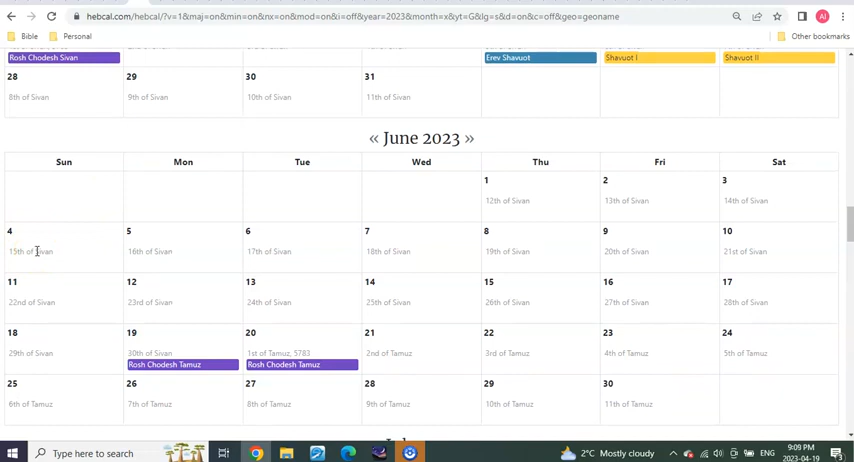 hebcal.com/hebcal/?v=1&maj=on&min=on&nx=on&mod=on&i=off&year=2023&month=x&yt=G&lg=s&d=on&c=off&geo=geoname
Bible Personal Other bookmarks
AI
Rosh Chodesh Sivan Erev Shavuot Shavuot I Shavuot II
28 29 30 31
8th of Sivan 9th of Sivan 10th of Sivan 11th of Sivan
« June 2023 »
Sun Mon Tue Wed Thu Fri Sat
1 2 3
12th of Sivan 13th of Sivan 14th of Sivan
4 5 6 7 8 9 10
15th of Sivan 16th of Sivan 17th of Sivan 18th of Sivan 19th of Sivan 20th of Sivan 21st of Sivan
11 12 13 14 15 16 17
22nd of Sivan 23rd of Sivan 24th of Sivan 25th of Sivan 26th of Sivan 27th of Sivan 28th of Sivan
18 19 20 21 22 23 24
29th of Sivan 30th of Sivan 1st of Tamuz, 5783 2nd of Tamuz 3rd of Tamuz 4th of Tamuz 5th of Tamuz
Rosh Chodesh Tamuz Rosh Chodesh Tamuz
25 26 27 28 29 30
6th of Tamuz 7th of Tamuz 8th of Tamuz 9th of Tamuz 10th of Tamuz 11th of Tamuz
Type here to search
2°C Mostly cloudy
ENG
9:09 PM
2023-04-19
3